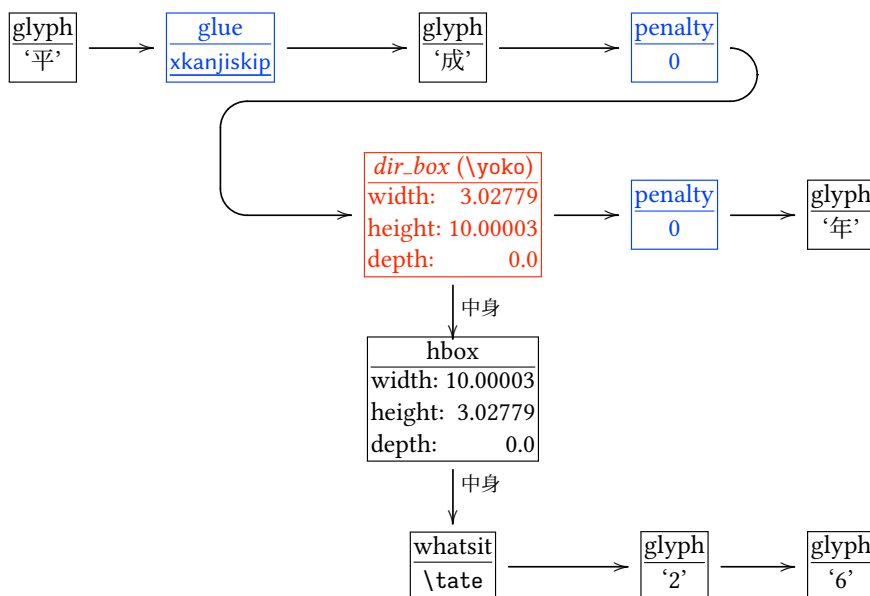 glyph
‘平’
glue
xkanjiskip
glyph
‘成’
penalty
0
dir_box (\yoko)
width: 3.02779
height: 10.00003
depth: 0.0
penalty
0
glyph
‘年’
中身
hbox
width: 10.00003
height: 3.02779
depth: 0.0
中身
whatsit
\tate
glyph
‘2’
glyph
‘6’